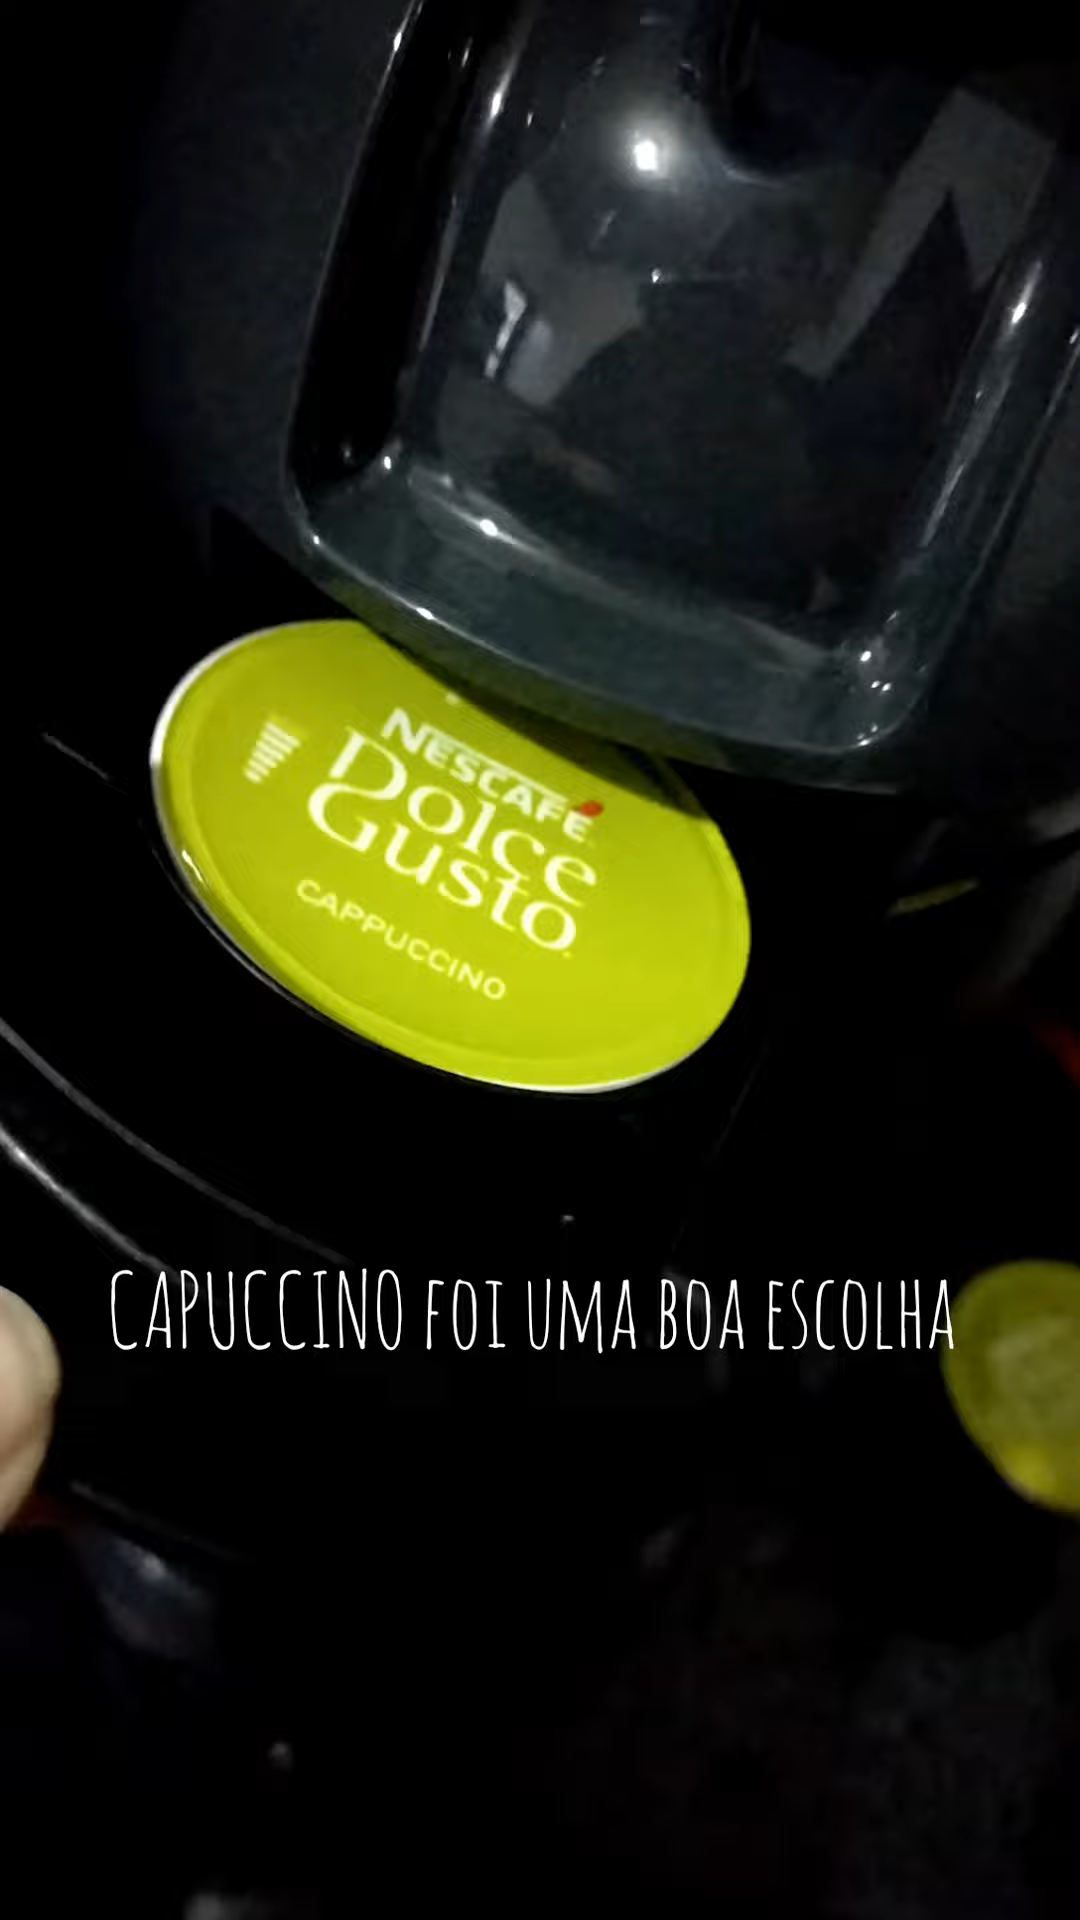 NESCAFÉ
Dolce
Gusto
CAPPUCCINO
CAPUCCINO FOI UMA BOA ESCOLHA